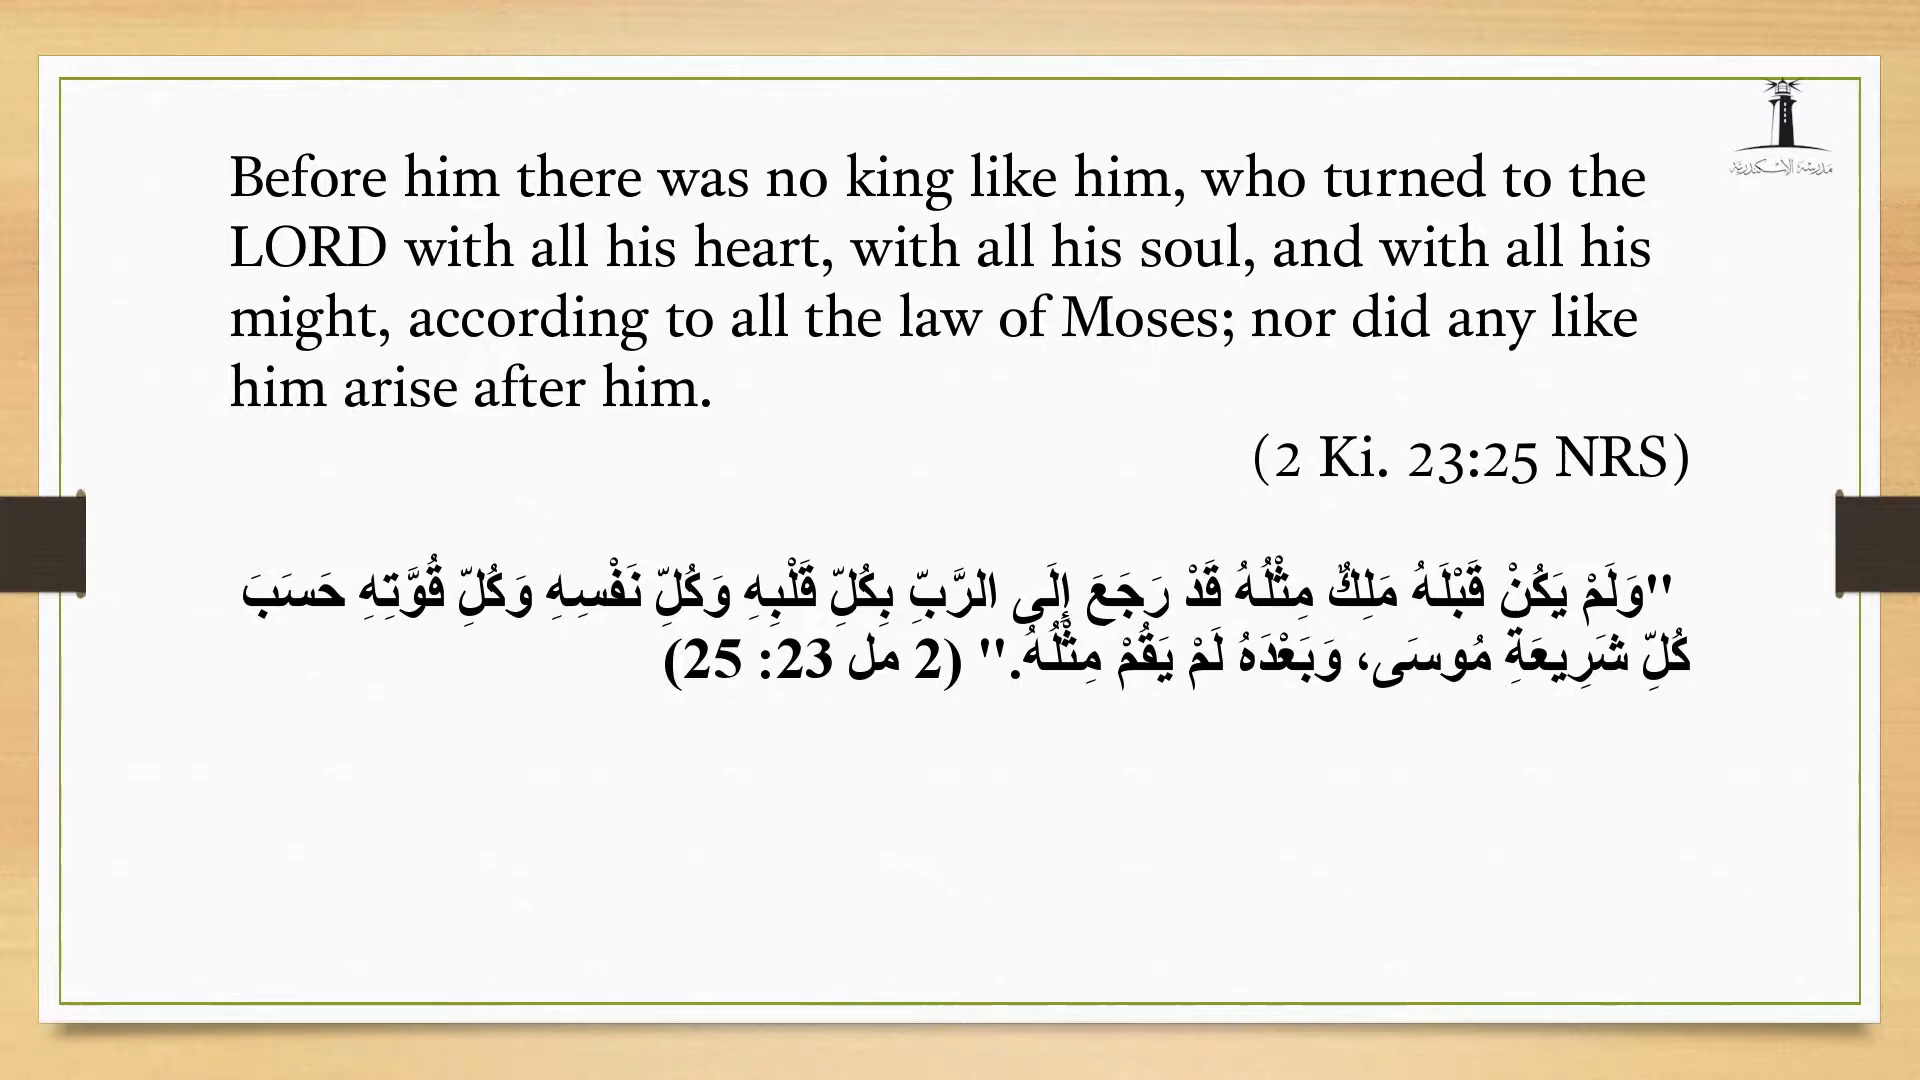 مدرسة الإسكندرية
Before him there was no king like him, who turned to the
LORD with all his heart, with all his soul, and with all his
might, according to all the law of Moses; nor did any like
him arise after him.
(2 Ki. 23:25 NRS)
"وَلَمْ يَكُنْ قَبْلَهُ مَلِكٌ مِثْلُهُ قَدْ رَجَعَ إِلَى الرَّبِّ بِكُلِّ قَلْبِهِ وَكُلِّ نَفْسِهِ وَكُلِّ قُوَّتِهِ حَسَبَ
كُلِّ شَرِيعَةِ مُوسَى، وَبَعْدَهُ لَمْ يَقُمْ مِثْلُهُ." (2 مل 23: 25)